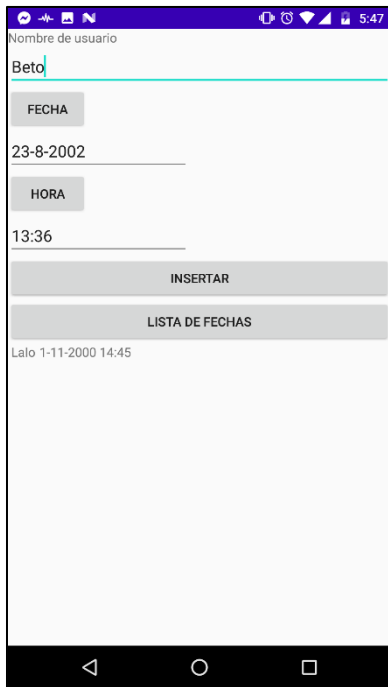 5:47
Nombre de usuario
Beto
FECHA
23-8-2002
HORA
13:36
INSERTAR
LISTA DE FECHAS
Lalo 1-11-2000 14:45